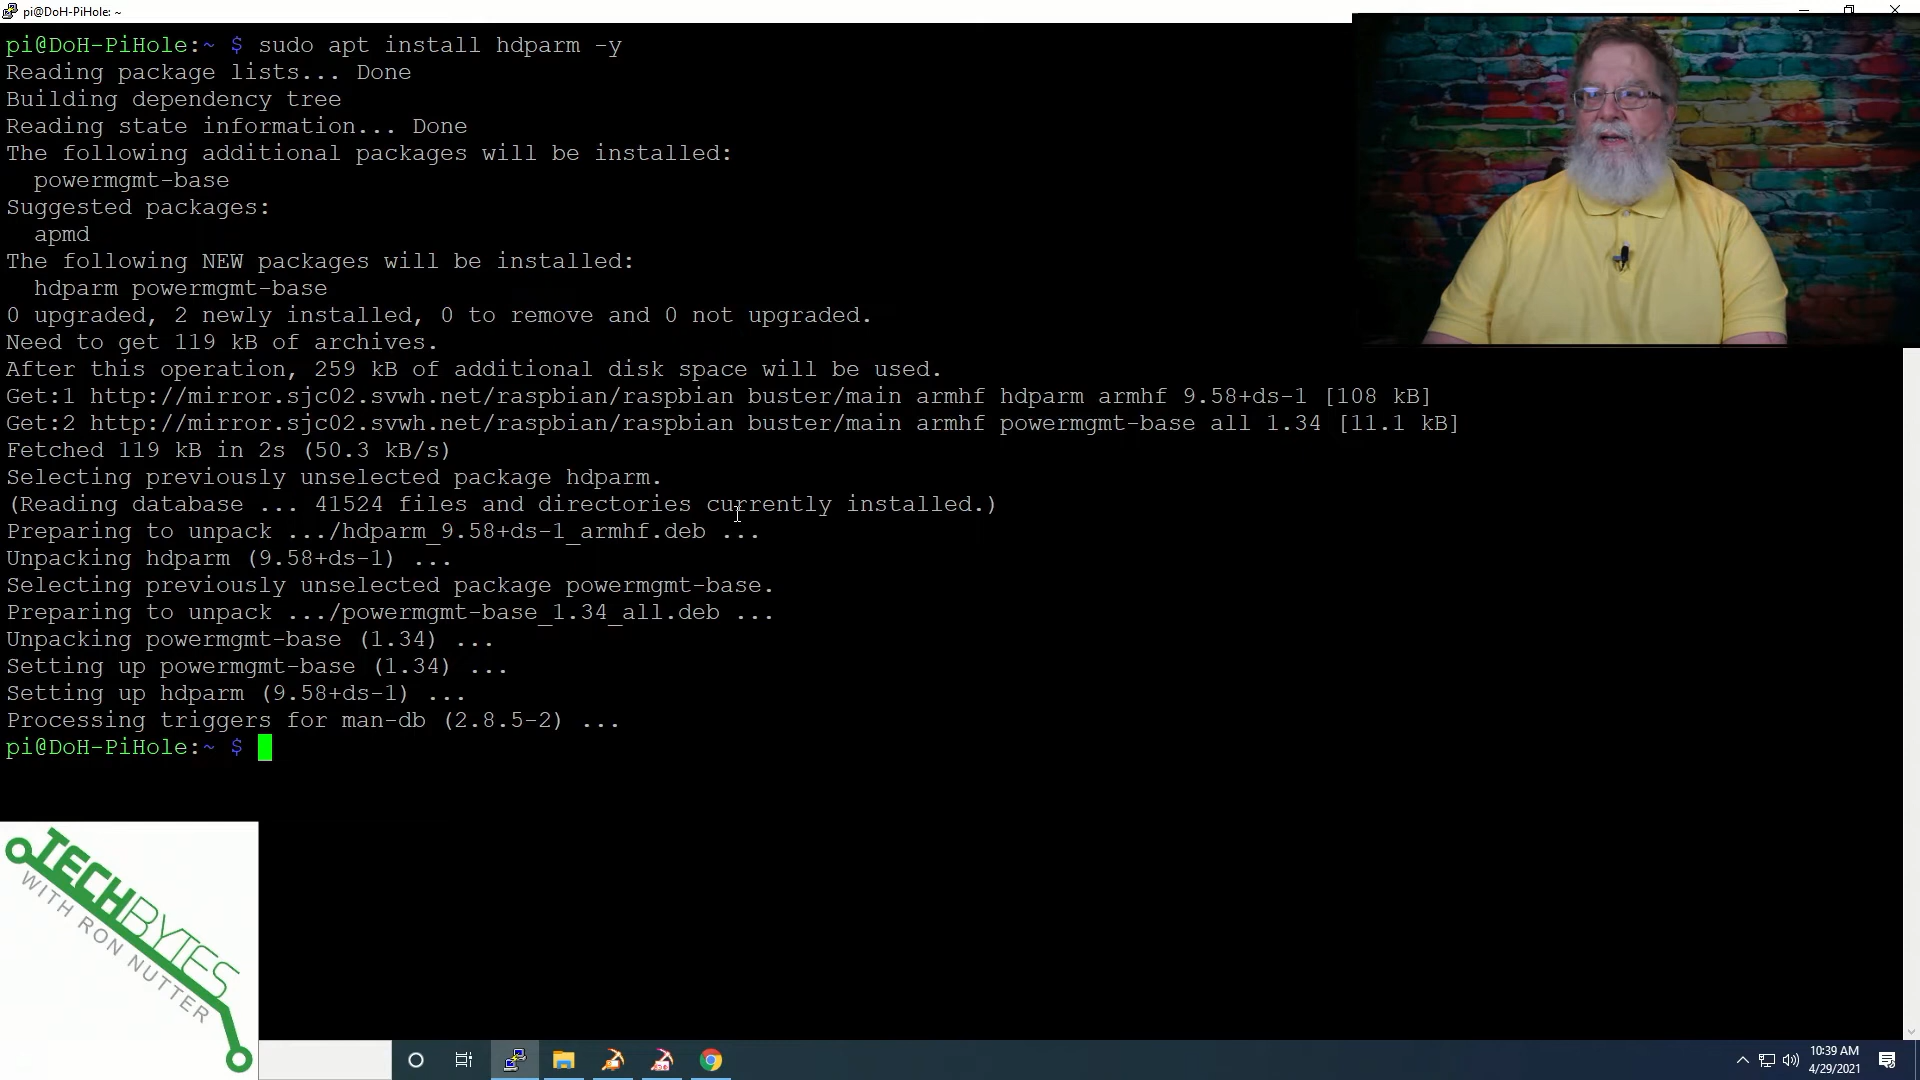 pi@DoH-PiHole: ~
pi@DoH-PiHole:~ $ sudo apt install hdparm -y
Reading package lists... Done
Building dependency tree
Reading state information... Done
The following additional packages will be installed:
  powermgmt-base
Suggested packages:
  apmd
The following NEW packages will be installed:
  hdparm powermgmt-base
0 upgraded, 2 newly installed, 0 to remove and 0 not upgraded.
Need to get 119 kB of archives.
After this operation, 259 kB of additional disk space will be used.
Get:1 http://mirror.sjc02.svwh.net/raspbian/raspbian buster/main armhf hdparm armhf 9.58+ds-1 [108 kB]
Get:2 http://mirror.sjc02.svwh.net/raspbian/raspbian buster/main armhf powermgmt-base all 1.34 [11.1 kB]
Fetched 119 kB in 2s (50.3 kB/s)
Selecting previously unselected package hdparm.
(Reading database ... 41524 files and directories currently installed.)
Preparing to unpack .../hdparm_9.58+ds-1_armhf.deb ...
Unpacking hdparm (9.58+ds-1) ...
Selecting previously unselected package powermgmt-base.
Preparing to unpack .../powermgmt-base_1.34_all.deb ...
Unpacking powermgmt-base (1.34) ...
Setting up powermgmt-base (1.34) ...
Setting up hdparm (9.58+ds-1) ...
Processing triggers for man-db (2.8.5-2) ...
pi@DoH-PiHole:~ $
TECHBYTES
WITH RON NUTTER
10:39 AM
4/29/2021